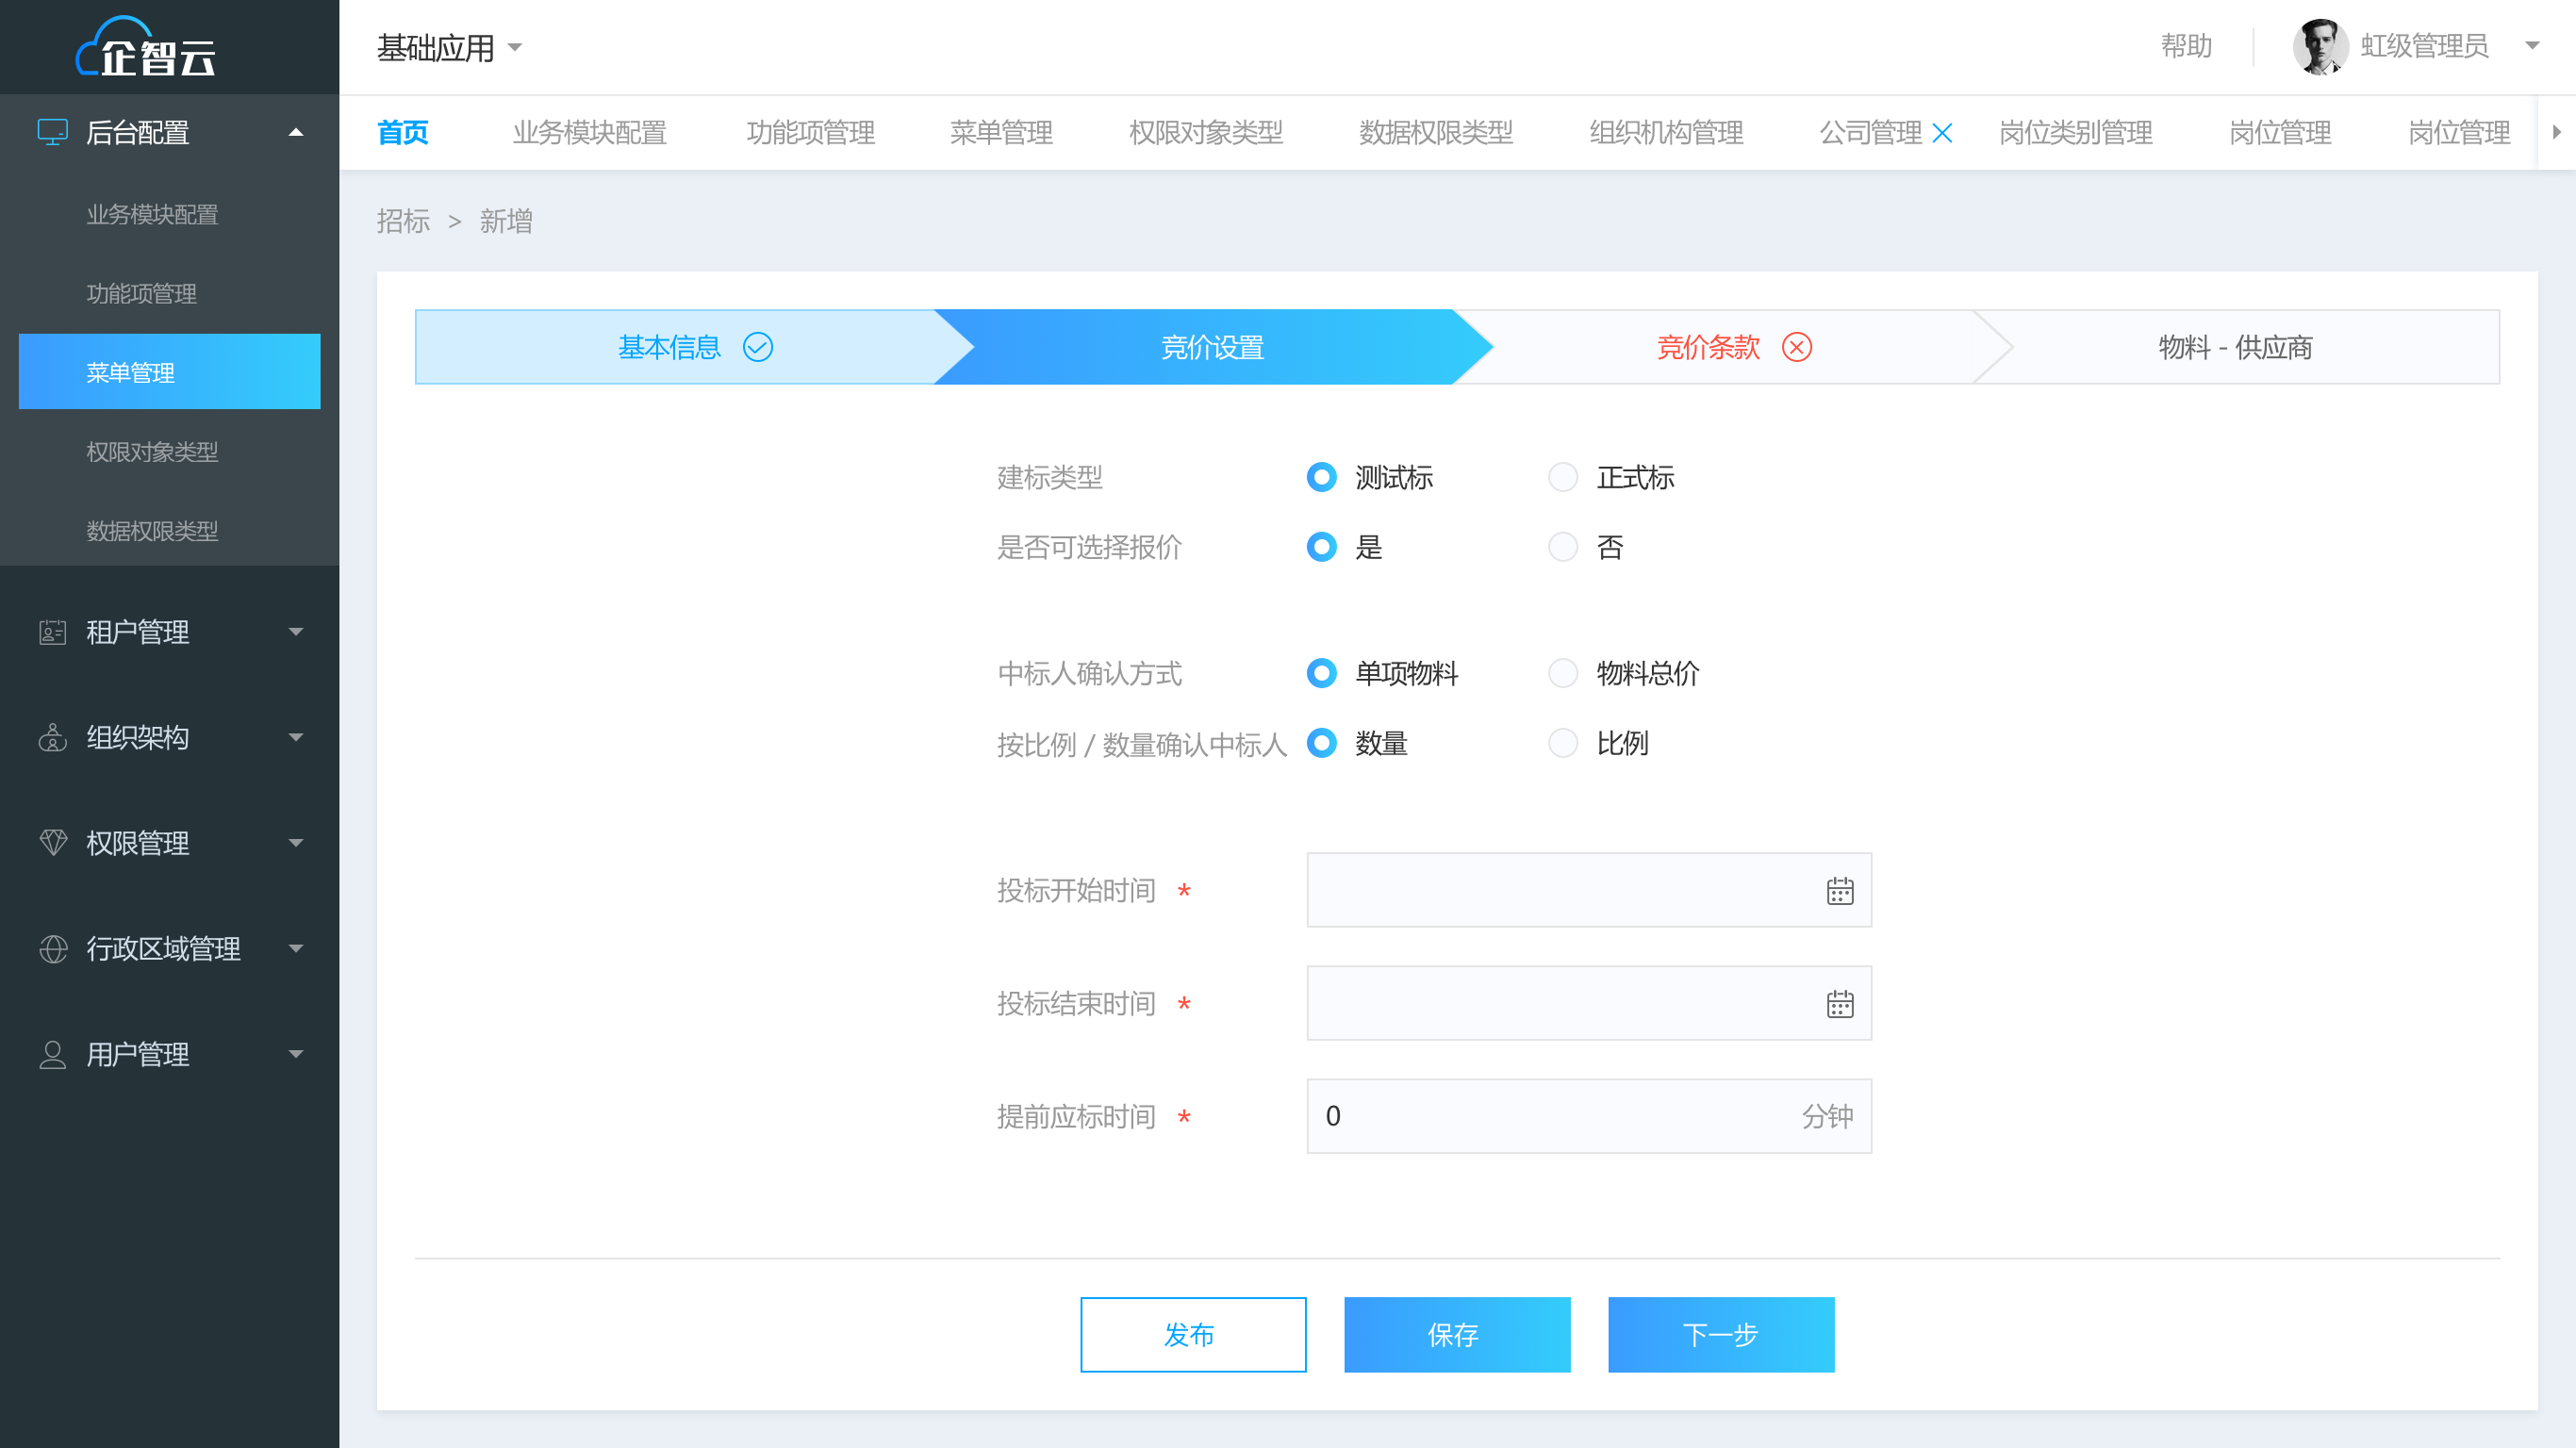 企智云
基础应用
帮助
虹级管理员
后台配置
业务模块配置
功能项管理
菜单管理
权限对象类型
数据权限类型
租户管理
组织架构
权限管理
行政区域管理
用户管理
首页 业务模块配置 功能项管理 菜单管理 权限对象类型 数据权限类型 组织机构管理 公司管理 岗位类别管理 岗位管理 岗位管理
招标 > 新增
基本信息 竞价设置 竞价条款 物料 - 供应商
建标类型 测试标 正式标
是否可选择报价 是 否
中标人确认方式 单项物料 物料总价
按比例 / 数量确认中标人 数量 比例
投标开始时间 *
投标结束时间 *
提前应标时间 * 0 分钟
发布 保存 下一步